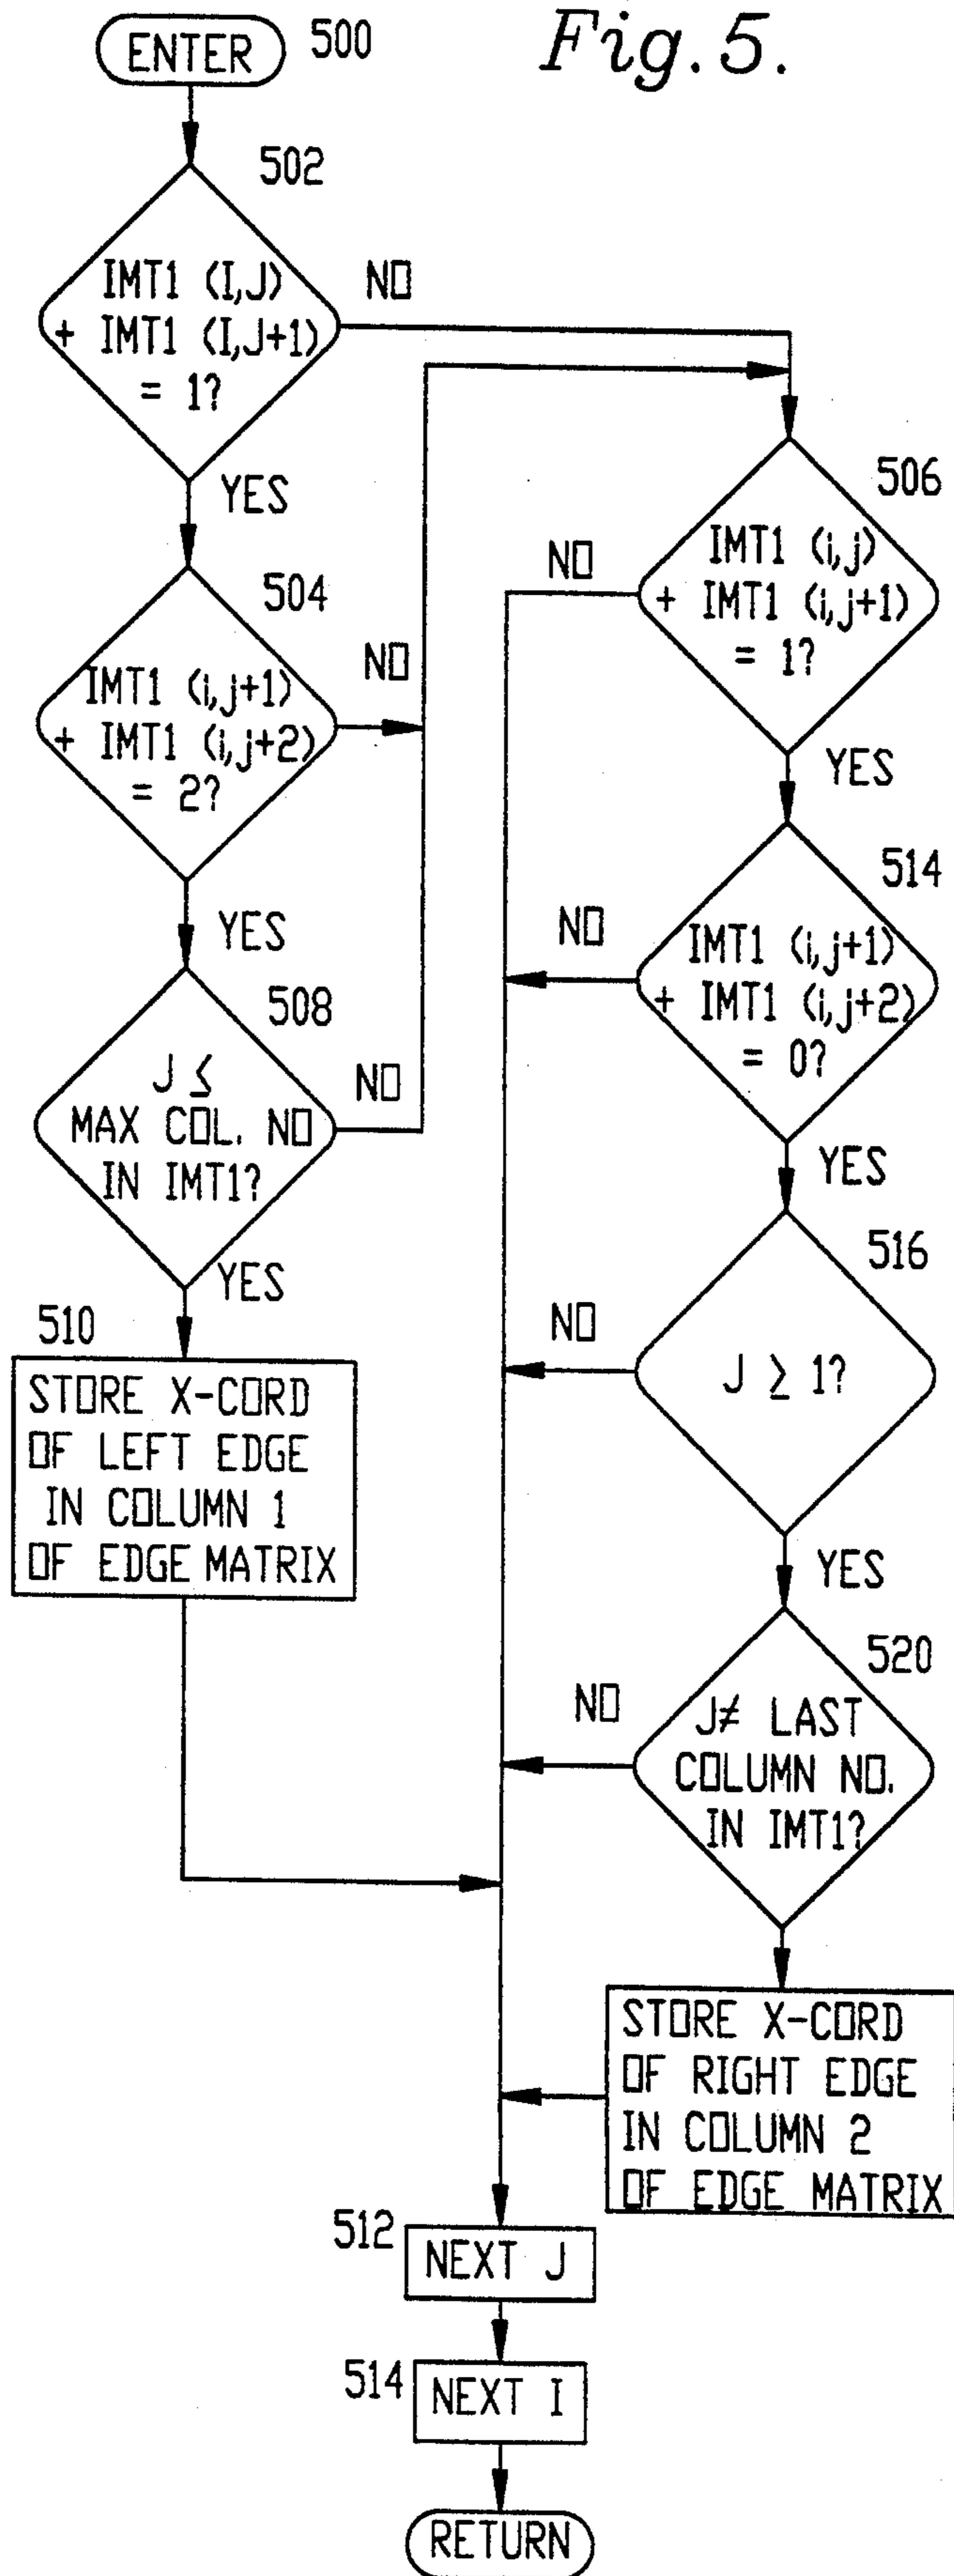 Fig. 5.
ENTER 500
502
IMT1 (I,J)
+ IMT1 (I,J+1)
= 1?
NO
YES
504
IMT1 (i,j+1)
+ IMT1 (i,j+2)
= 2?
NO
YES
508
J ≤
MAX COL. NO
IN IMT1?
NO
YES
510
STORE X-CORD
OF LEFT EDGE
IN COLUMN 1
OF EDGE MATRIX
506
IMT1 (i,j)
+ IMT1 (i,j+1)
= 1?
NO
YES
514
IMT1 (i,j+1)
+ IMT1 (i,j+2)
= 0?
NO
YES
516
J ≥ 1?
NO
YES
520
J≠ LAST
COLUMN NO.
IN IMT1?
NO
STORE X-CORD
OF RIGHT EDGE
IN COLUMN 2
OF EDGE MATRIX
512
NEXT J
514
NEXT I
RETURN